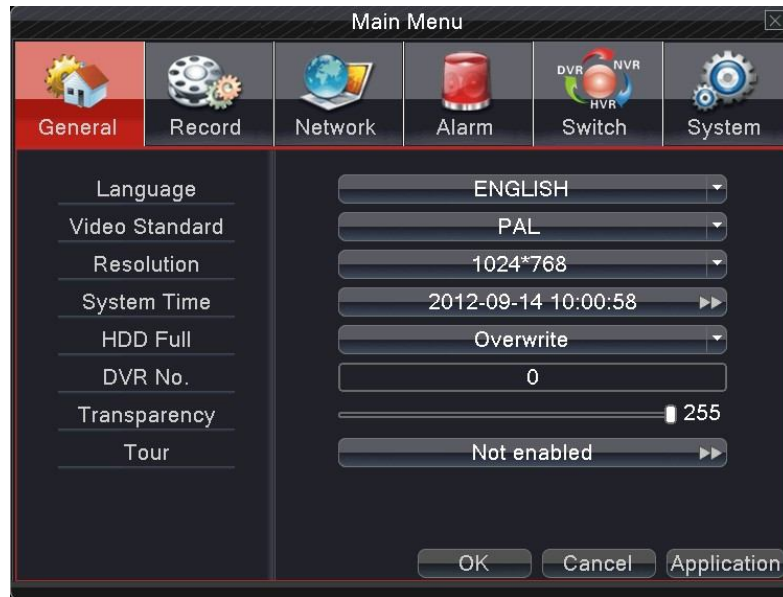 Main Menu
DVR NVR
HVR
General Record Network Alarm Switch System
Language ENGLISH
Video Standard PAL
Resolution 1024*768
System Time 2012-09-14 10:00:58
HDD Full Overwrite
DVR No. 0
Transparency 255
Tour Not enabled
OK Cancel Application